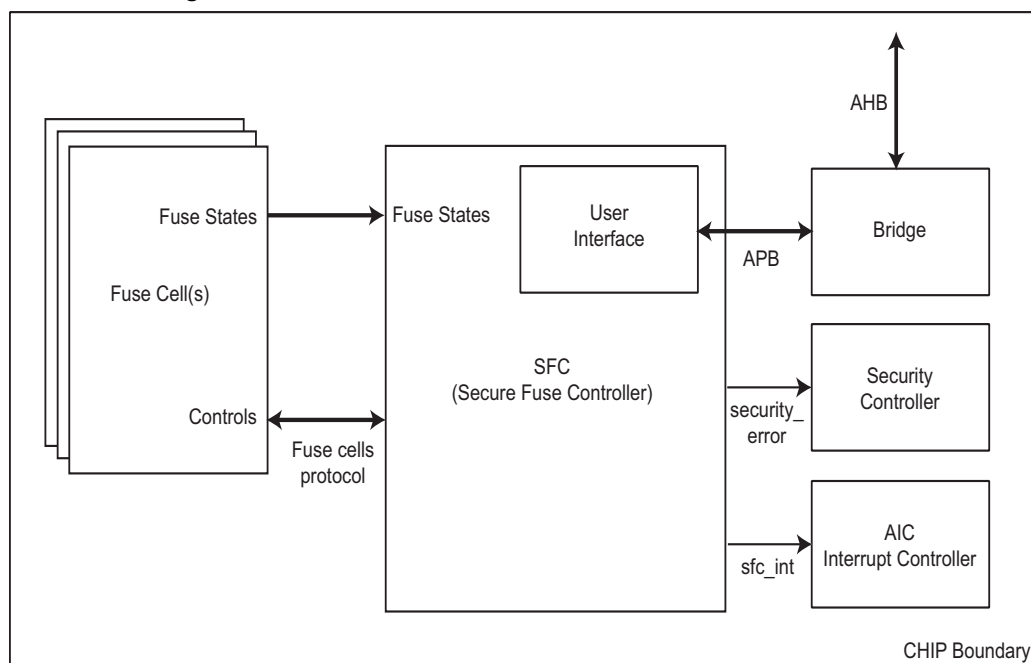 AHB
Fuse States
Fuse Cell(s)
Controls
Fuse cells
protocol
Fuse States
User
Interface
SFC
(Secure Fuse Controller)
APB
Bridge
security_
error
Security
Controller
sfc_int
AIC
Interrupt Controller
CHIP Boundary